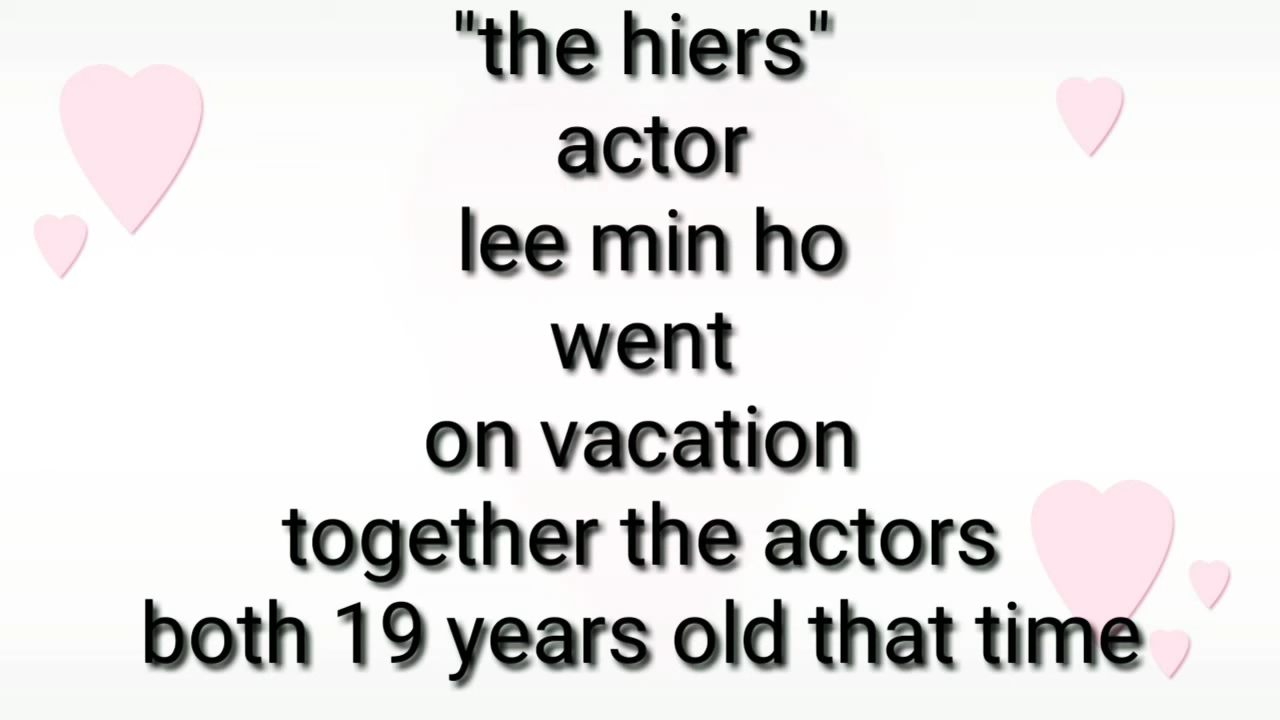 "the hiers"
actor
lee min ho
went
on vacation
together the actors
both 19 years old that time